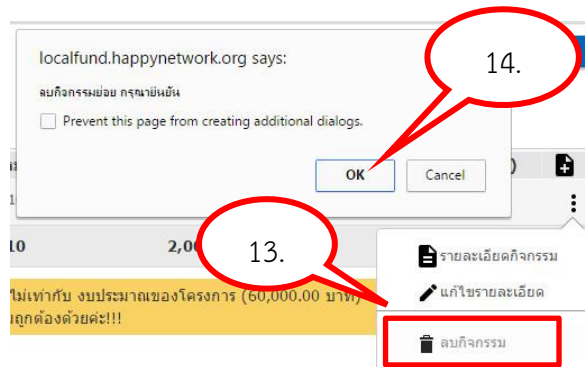 localfund.happynetwork.org says:
14.
ลบกิจกรรมย่อย กรุณายืนยัน
Prevent this page from creating additional dialogs.
OK
Cancel
)
10
13.
รายละเอียดกิจกรรม
แก้ไขรายละเอียด
ไม่เท่ากับ งบประมาณของโครงการ (60,000.00 บาท)
ถูกต้องด้วยค่ะ!!!
ลบกิจกรรม